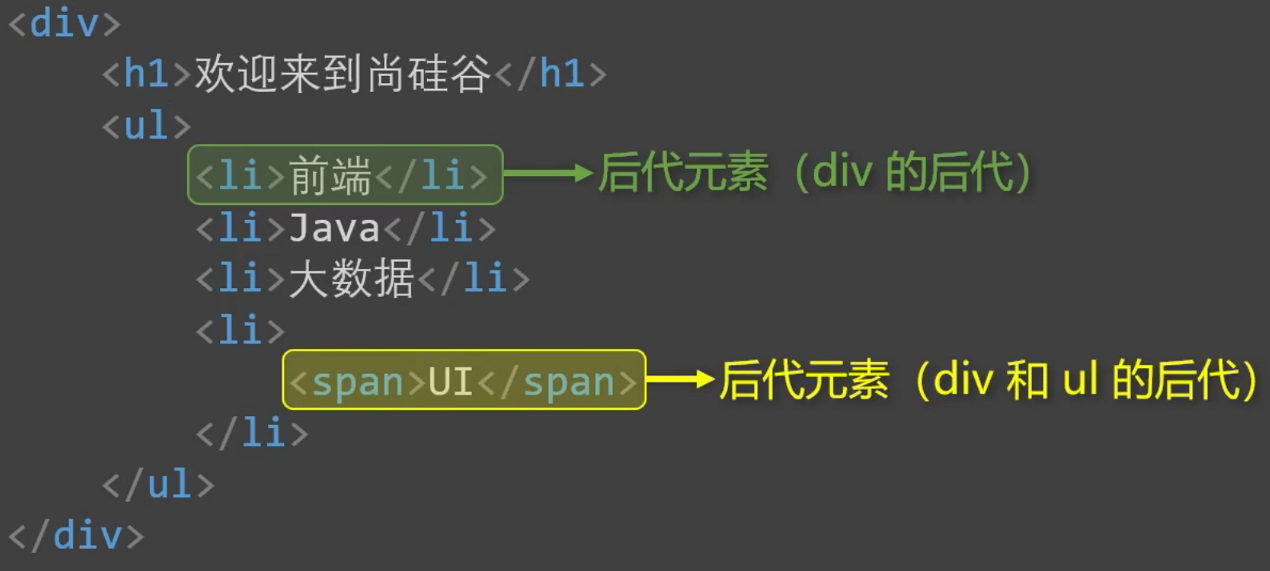 <div>
<h1>欢迎来到尚硅谷</h1>
<ul>
<li>前端</li> 后代元素（div 的后代）
<li>Java</li>
<li>大数据</li>
<li>
<span>UI</span> 后代元素（div 和 ul 的后代）
</li>
</ul>
</div>